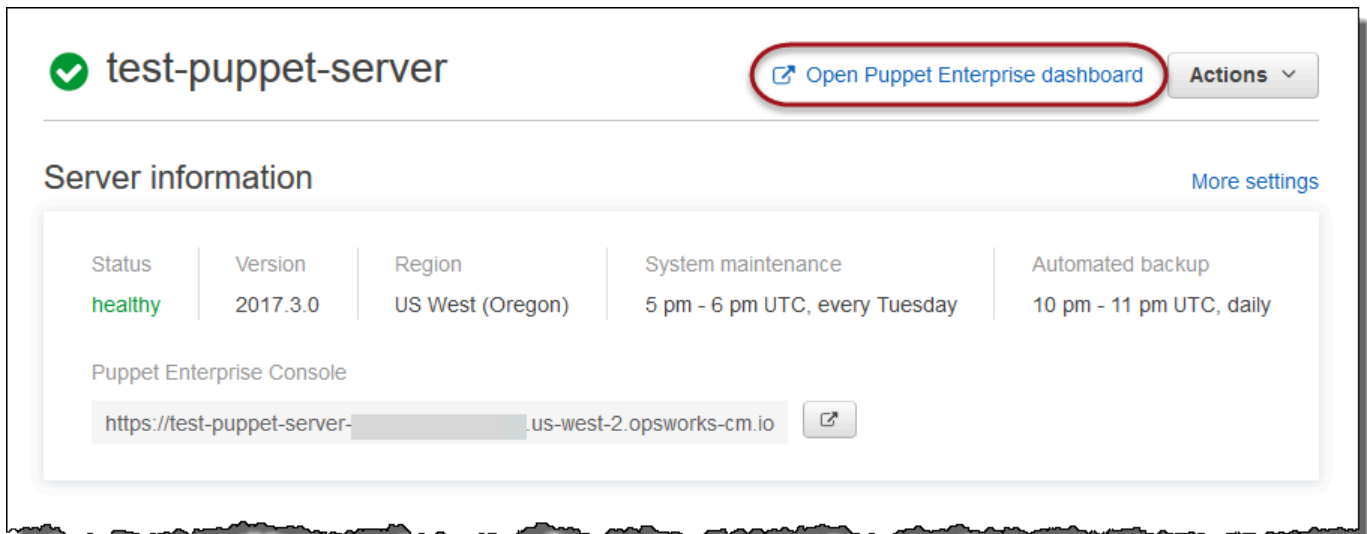 test-puppet-server
Open Puppet Enterprise dashboard
Actions
Server information
More settings
Status Version Region System maintenance Automated backup
healthy 2017.3.0 US West (Oregon) 5 pm - 6 pm UTC, every Tuesday 10 pm - 11 pm UTC, daily
Puppet Enterprise Console
https://test-puppet-server- .us-west-2.opsworks-cm.io